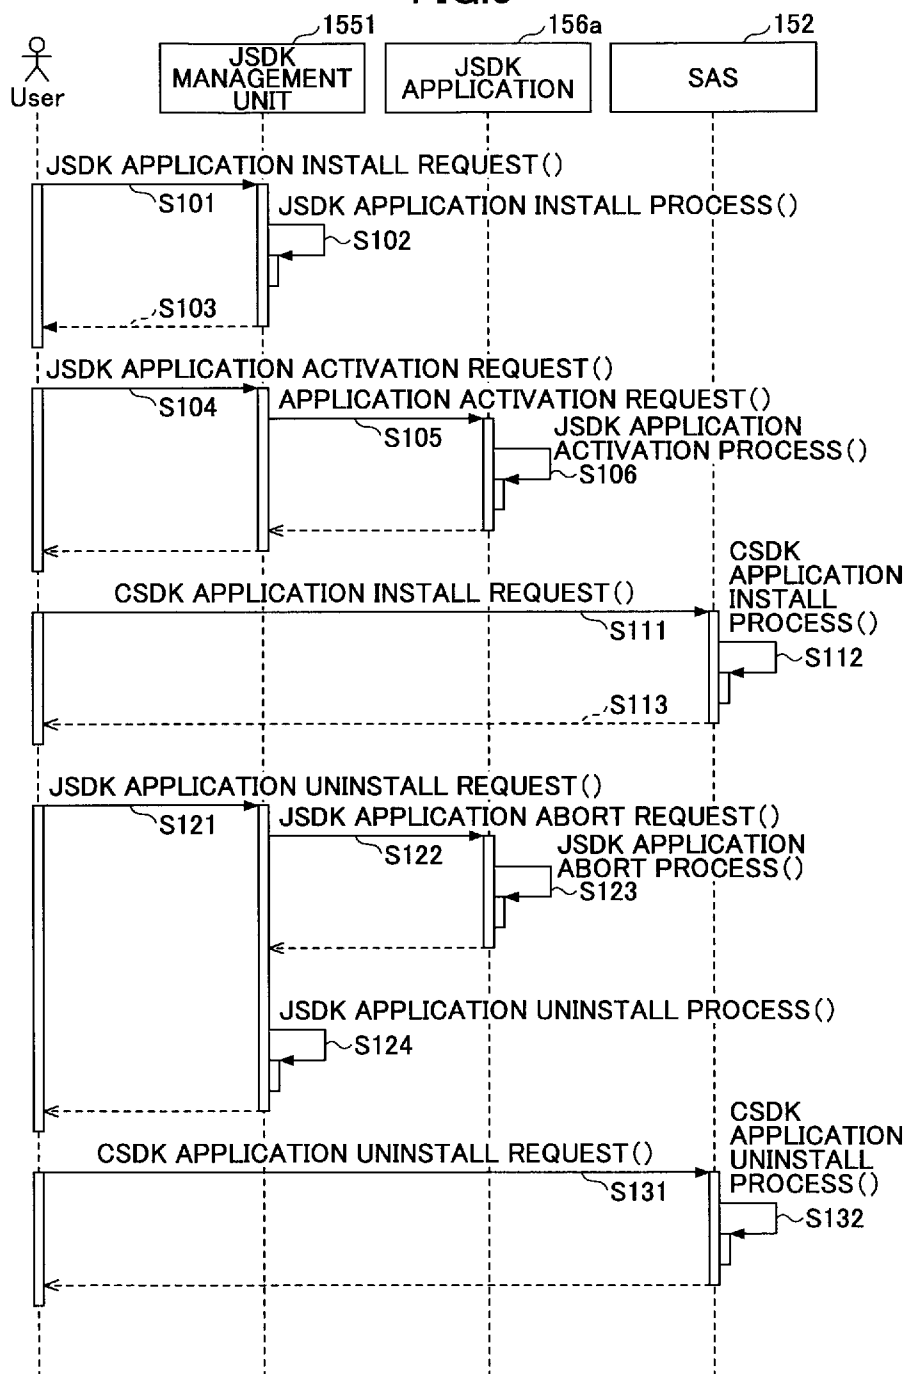 1551
156a
152
User
JSDK
MANAGEMENT
UNIT
JSDK
APPLICATION
SAS
JSDK APPLICATION INSTALL REQUEST()
S101
JSDK APPLICATION INSTALL PROCESS()
S102
S103
JSDK APPLICATION ACTIVATION REQUEST()
S104
APPLICATION ACTIVATION REQUEST()
S105
JSDK APPLICATION
ACTIVATION PROCESS()
S106
CSDK APPLICATION INSTALL REQUEST()
S111
CSDK
APPLICATION
INSTALL
PROCESS()
S112
S113
JSDK APPLICATION UNINSTALL REQUEST()
S121
JSDK APPLICATION ABORT REQUEST()
S122
JSDK APPLICATION
ABORT PROCESS()
S123
JSDK APPLICATION UNINSTALL PROCESS()
S124
CSDK APPLICATION UNINSTALL REQUEST()
S131
CSDK
APPLICATION
UNINSTALL
PROCESS()
S132